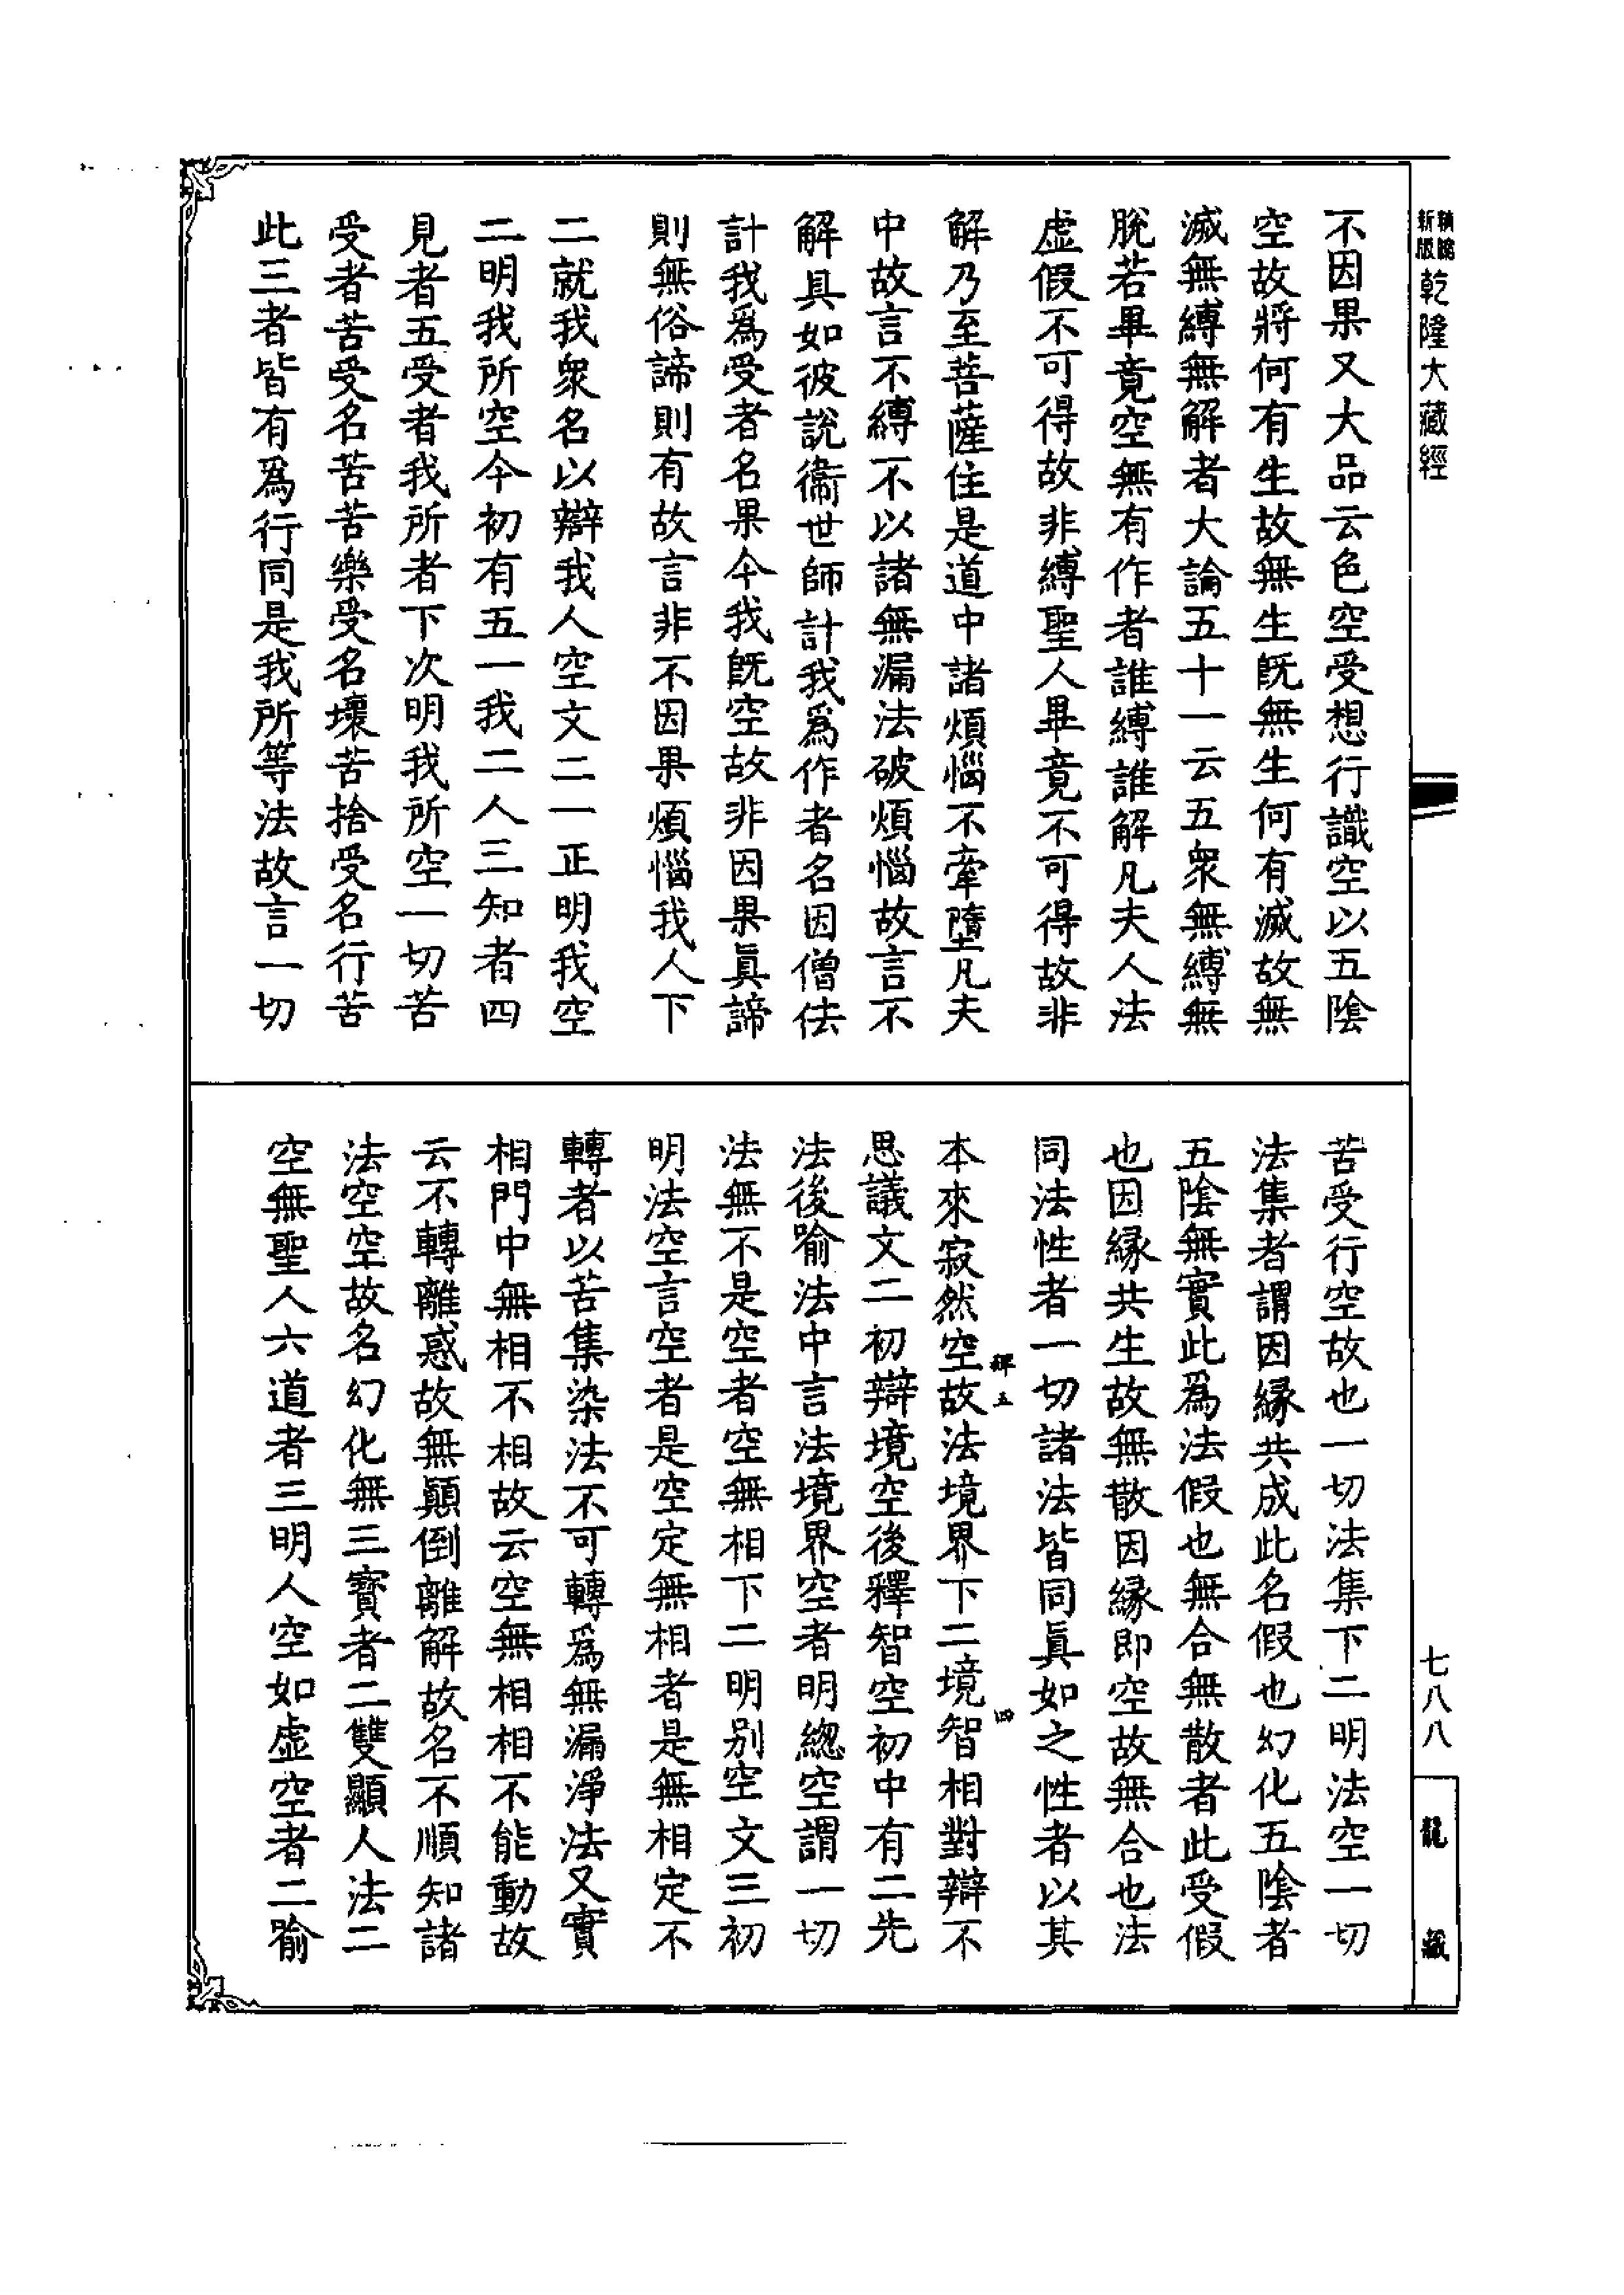 新版
精縮
乾隆大藏經
七八八
龍藏
不因果又大品云色空受想行識空以五陰
空故將何有生故無生既無生何有滅故無
滅無縛無解者大論五十一云五衆無縛無
脫若畢竟空無有作者誰縛誰解凡夫人法
虛假不可得故非縛聖人畢竟不可得故非
解乃至菩薩住是道中諸煩惱不牽墮凡夫
中故言不縛不以諸無漏法破煩惱故言不
解具如彼說衞世師計我爲作者名因僧佉
計我爲受者名果今我旣空故非因果眞諦
則無俗諦則有故言非不因果煩惱我人下
二就我衆名以辯我人空文二一正明我空
二明我所空今初有五一我二人三知者四
見者五受者我所者下次明我所空一切苦
受者苦受名苦苦樂受名壞苦捨受名行苦
此三者皆有爲行同是我所等法故言一切
苦受行空故也一切法集下二明法空一切
法集者謂因緣共成此名假也幻化五陰者
五陰無實此爲法假也無合無散者此受假
也因緣共生故無散因緣即空故無合也法
同法性者一切諸法皆同眞如之性者以其
本來寂然空故法境界下二境智相對辯不
思議文二初辯境空後釋智空初中有二先
法後喻法中言法境界空者明總空謂一切
法無不是空者空無相下二明別空文三初
明法空言空者是空定無相者是無相定不
轉者以苦集染法不可轉爲無漏淨法又實
相門中無相不相故云空無相相不能動故
云不轉離惑故無顚倒離解故名不順知諸
法空空故名幻化無三寶者二雙顯人法二
空無聖人六道者三明人空如虛空者二喻
四